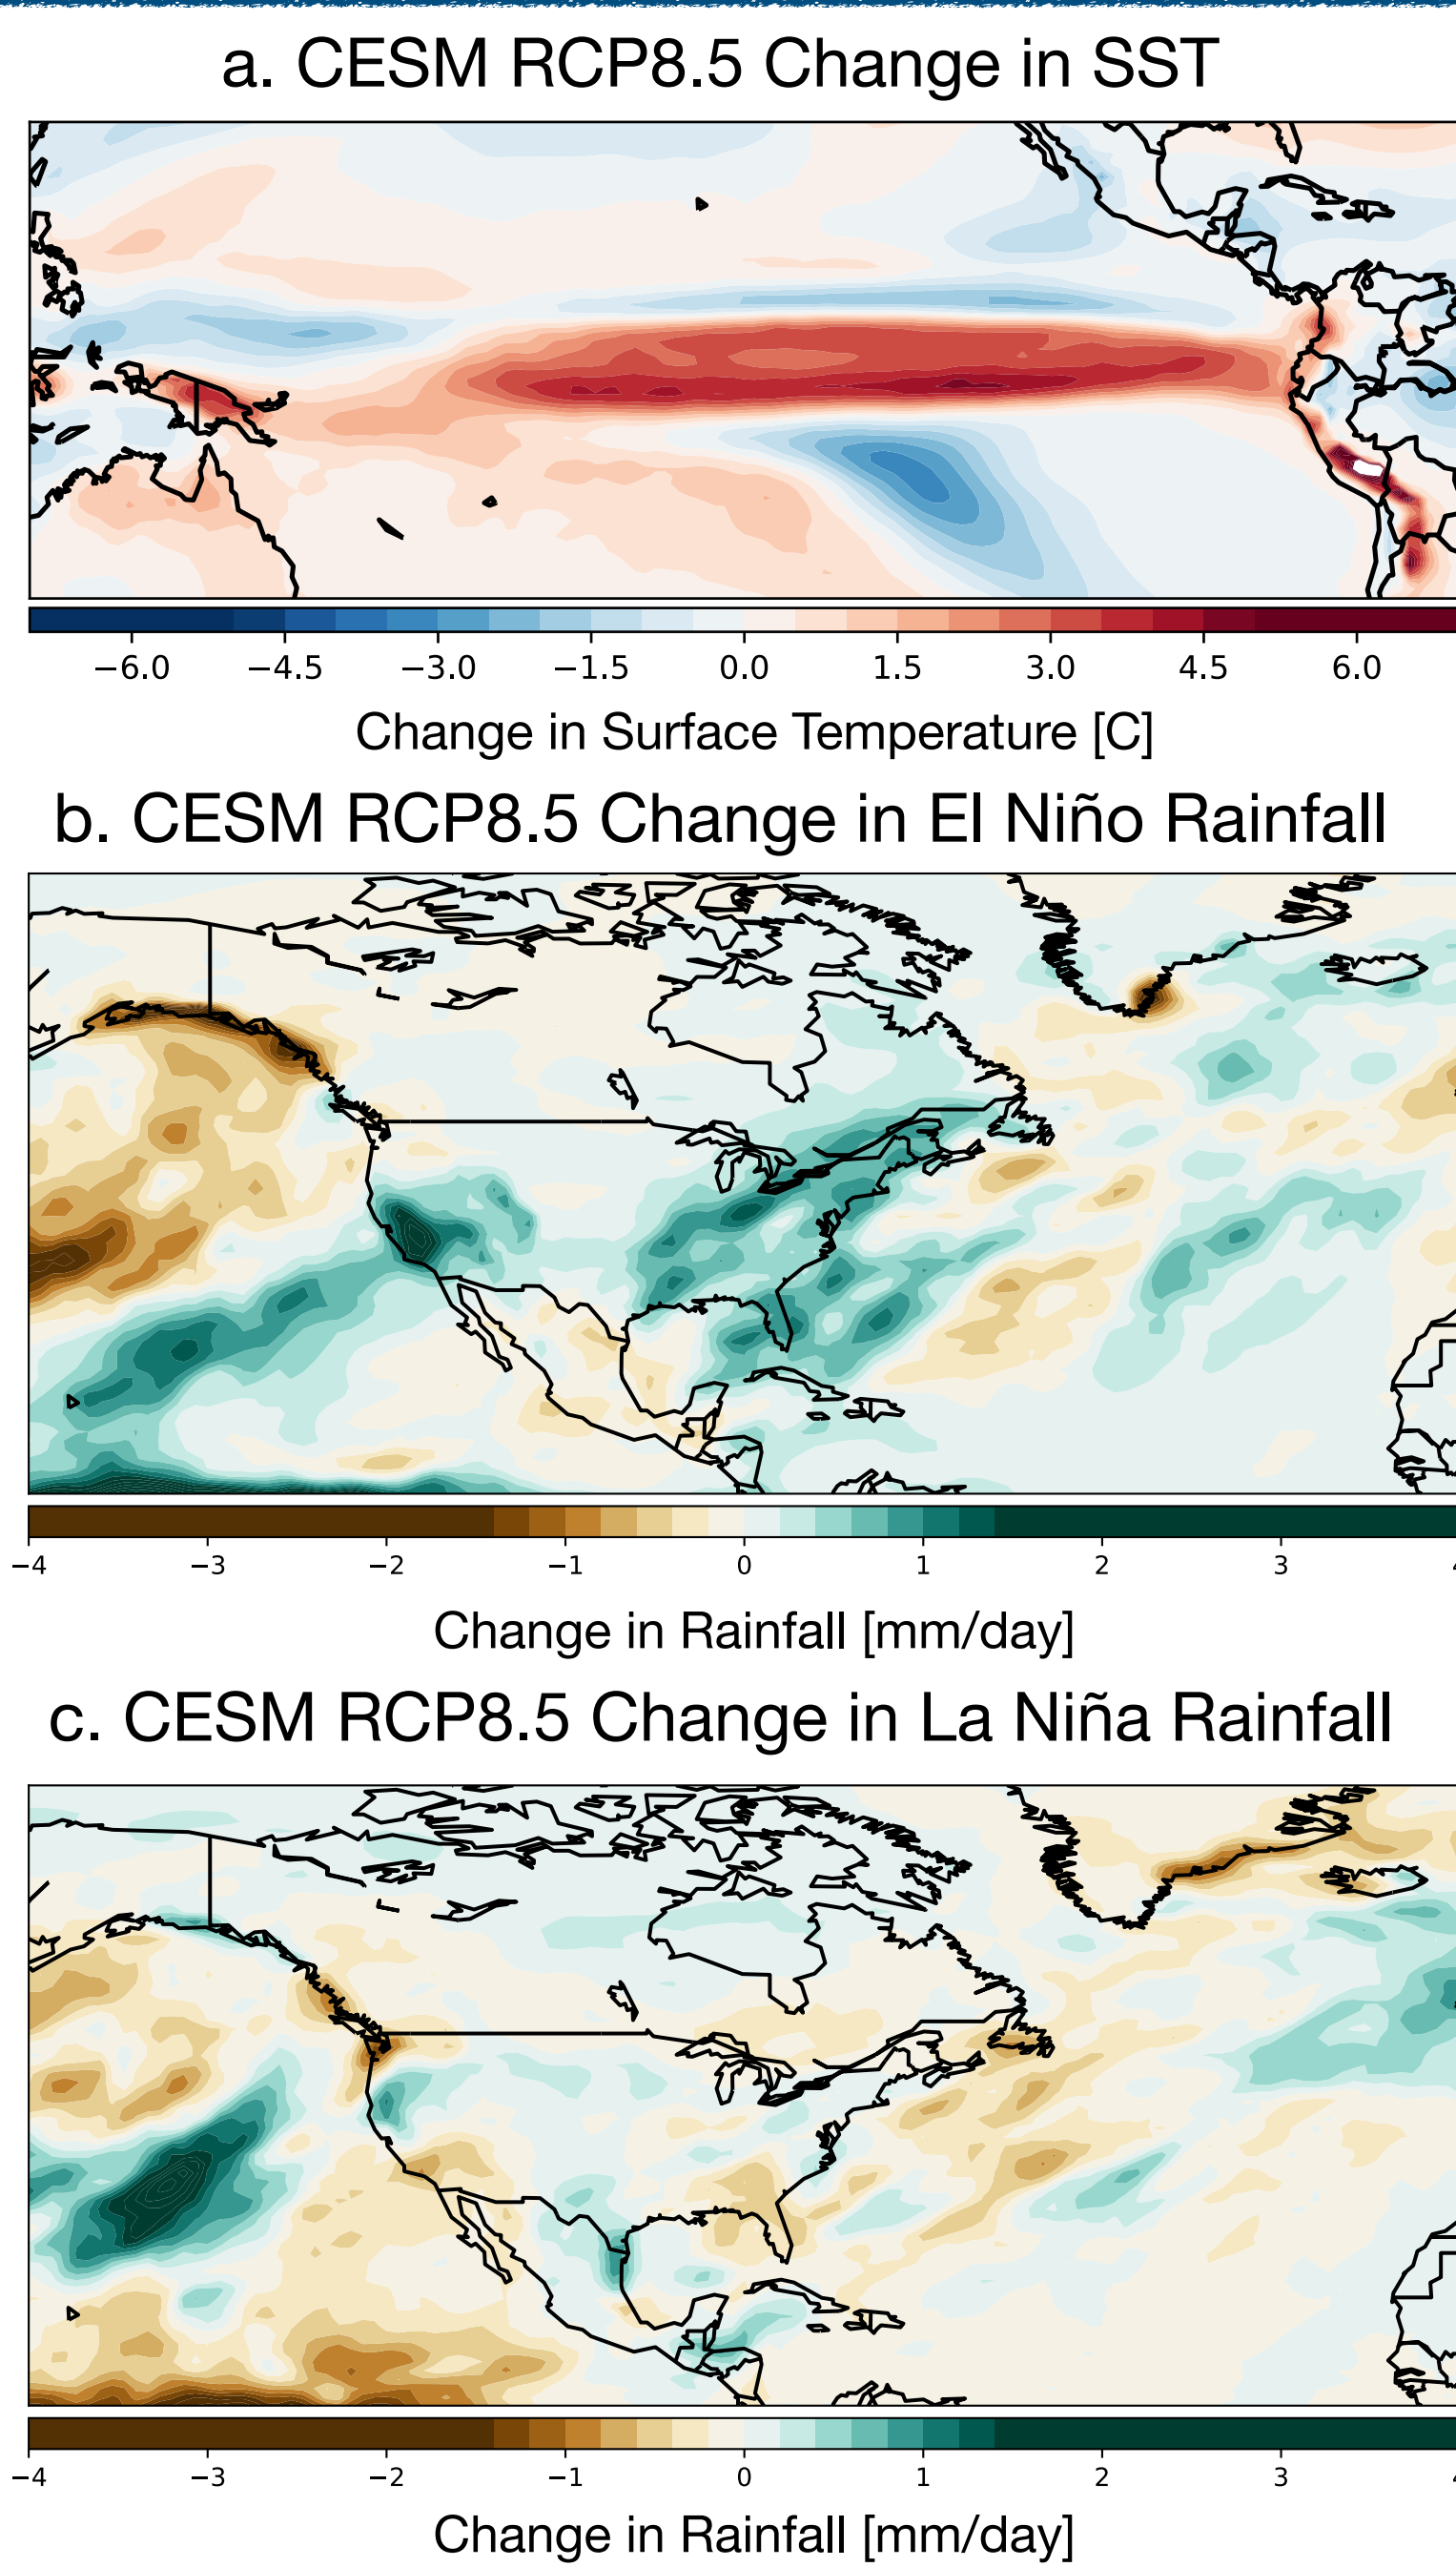 a. CESM RCP8.5 Change in SST
−6.0 −4.5 −3.0 −1.5 0.0 1.5 3.0 4.5 6.0
Change in Surface Temperature [C]
b. CESM RCP8.5 Change in El Niño Rainfall
−4 −3 −2 −1 0 1 2 3
Change in Rainfall [mm/day]
c. CESM RCP8.5 Change in La Niña Rainfall
−4 −3 −2 −1 0 1 2 3
Change in Rainfall [mm/day]